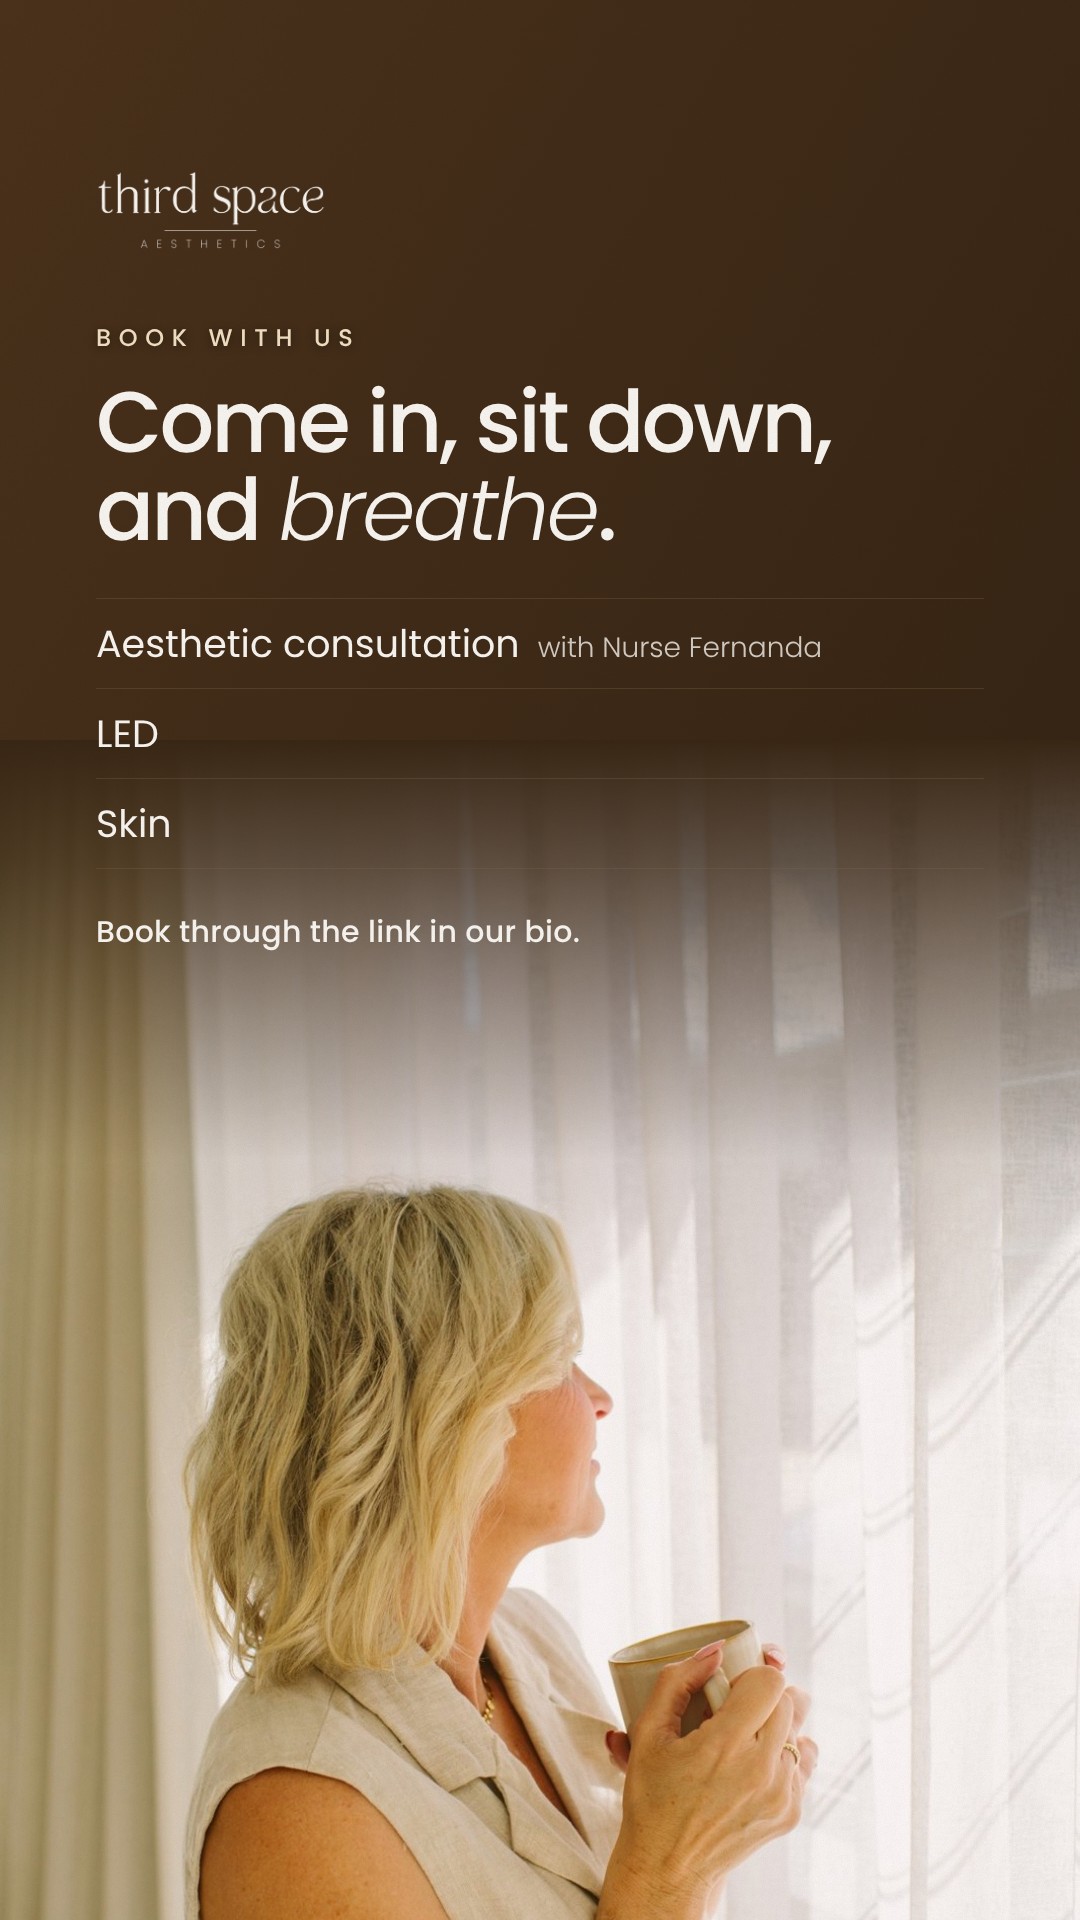 third space
AESTHETICS
BOOK WITH US
Come in, sit down,
and breathe.
Aesthetic consultation with Nurse Fernanda
LED
Skin
Book through the link in our bio.